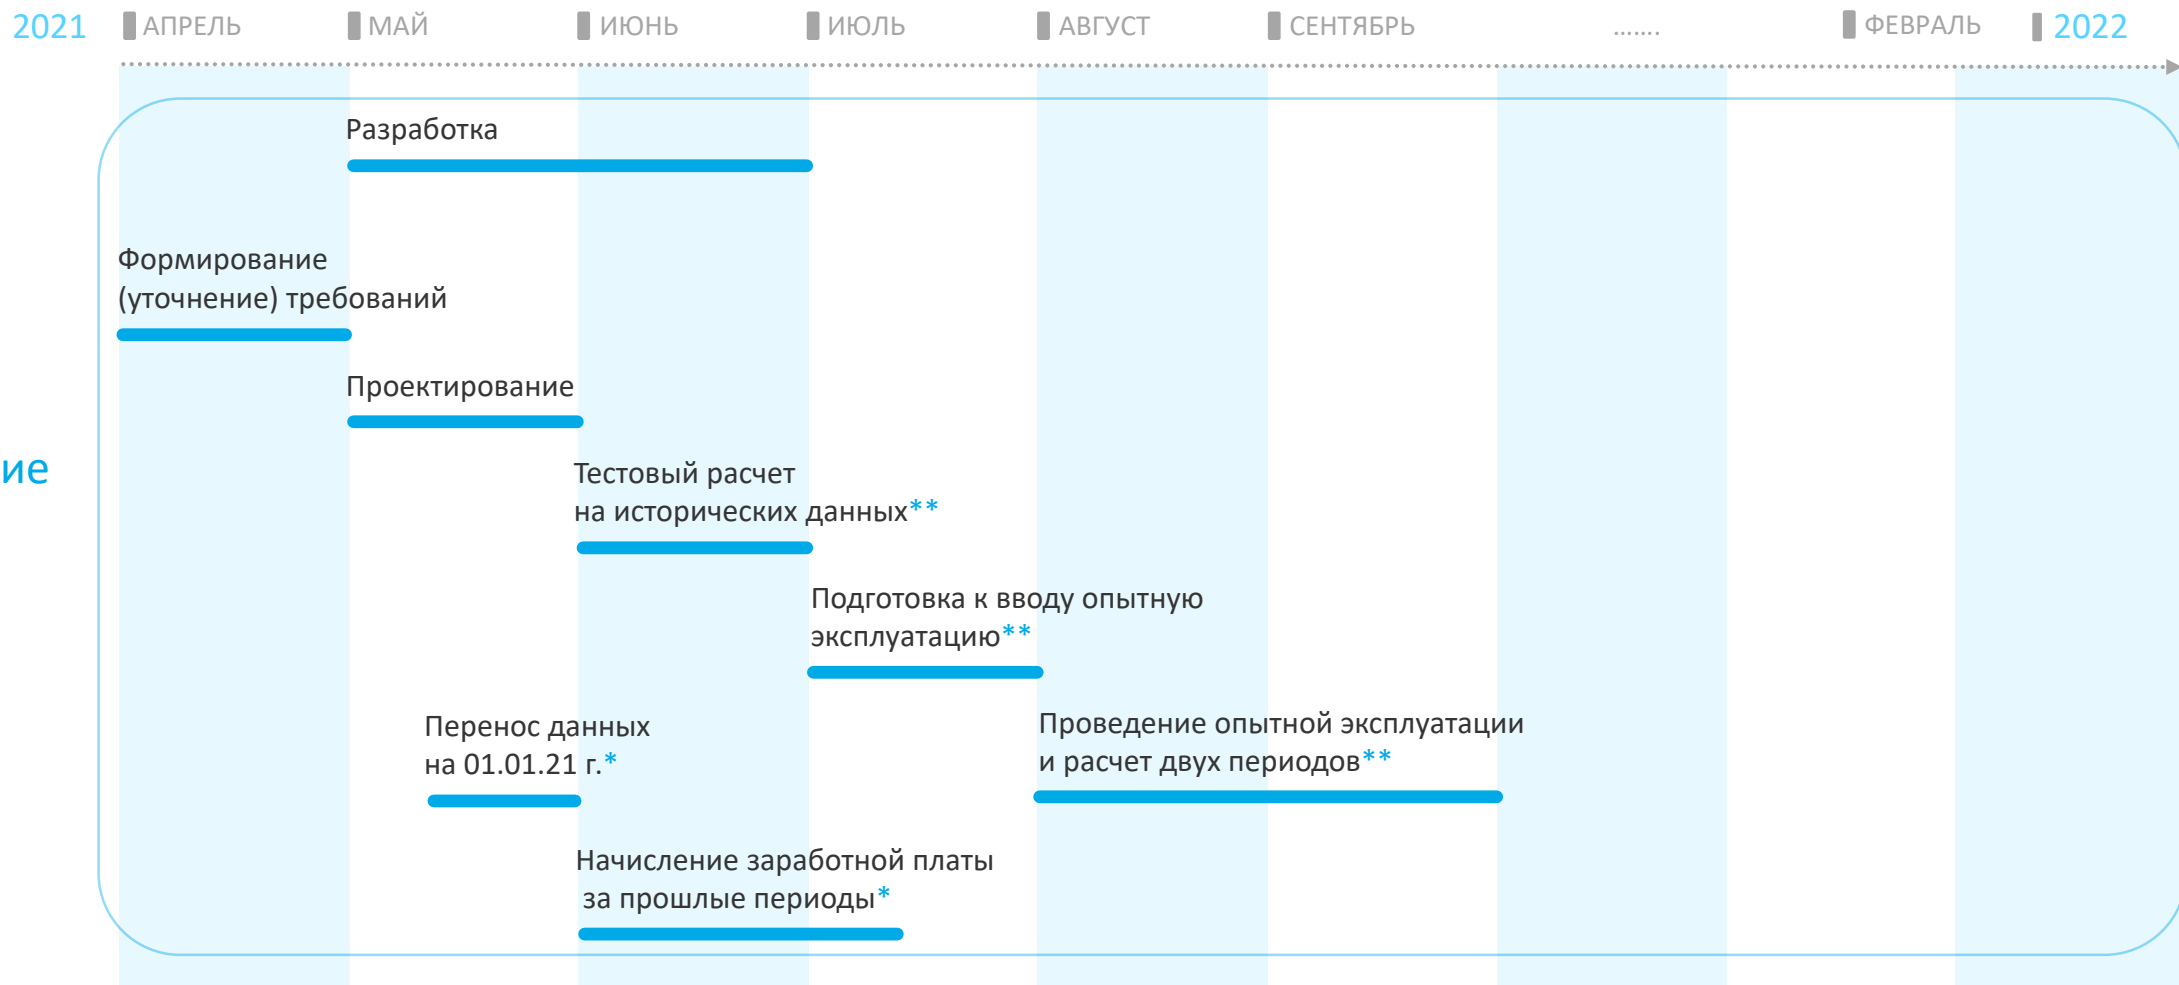 2021 АПРЕЛЬ МАЙ ИЮНЬ ИЮЛЬ АВГУСТ СЕНТЯБРЬ ....... ФЕВРАЛЬ 2022
Разработка
Формирование
(уточнение) требований
Проектирование
ие
Тестовый расчет
на исторических данных**
Подготовка к вводу опытную
эксплуатацию**
Перенос данных
на 01.01.21 г.*
Проведение опытной эксплуатации
и расчет двух периодов**
Начисление заработной платы
за прошлые периоды*